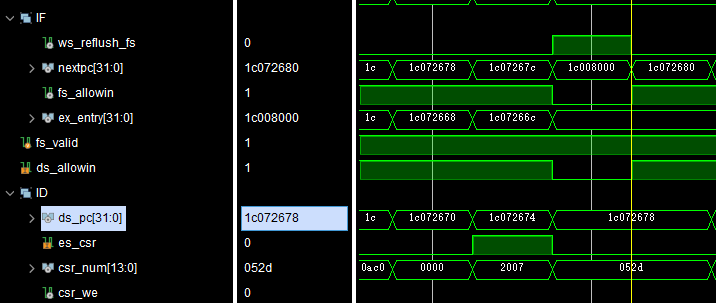 IF
ws_reflush_fs 0
nextpc[31:0] 1c072680 1c 1c072678 1c07267c 1c008000 1c072680
fs_allowin 1
ex_entry[31:0] 1c008000 1c 1c072668 1c07266c
fs_valid 1
ds_allowin 1
ID
ds_pc[31:0] 1c072678 1c 1c072670 1c072674 1c072678
es_csr 0
csr_num[13:0] 052d 0ac0 0000 2007 052d
csr_we 0